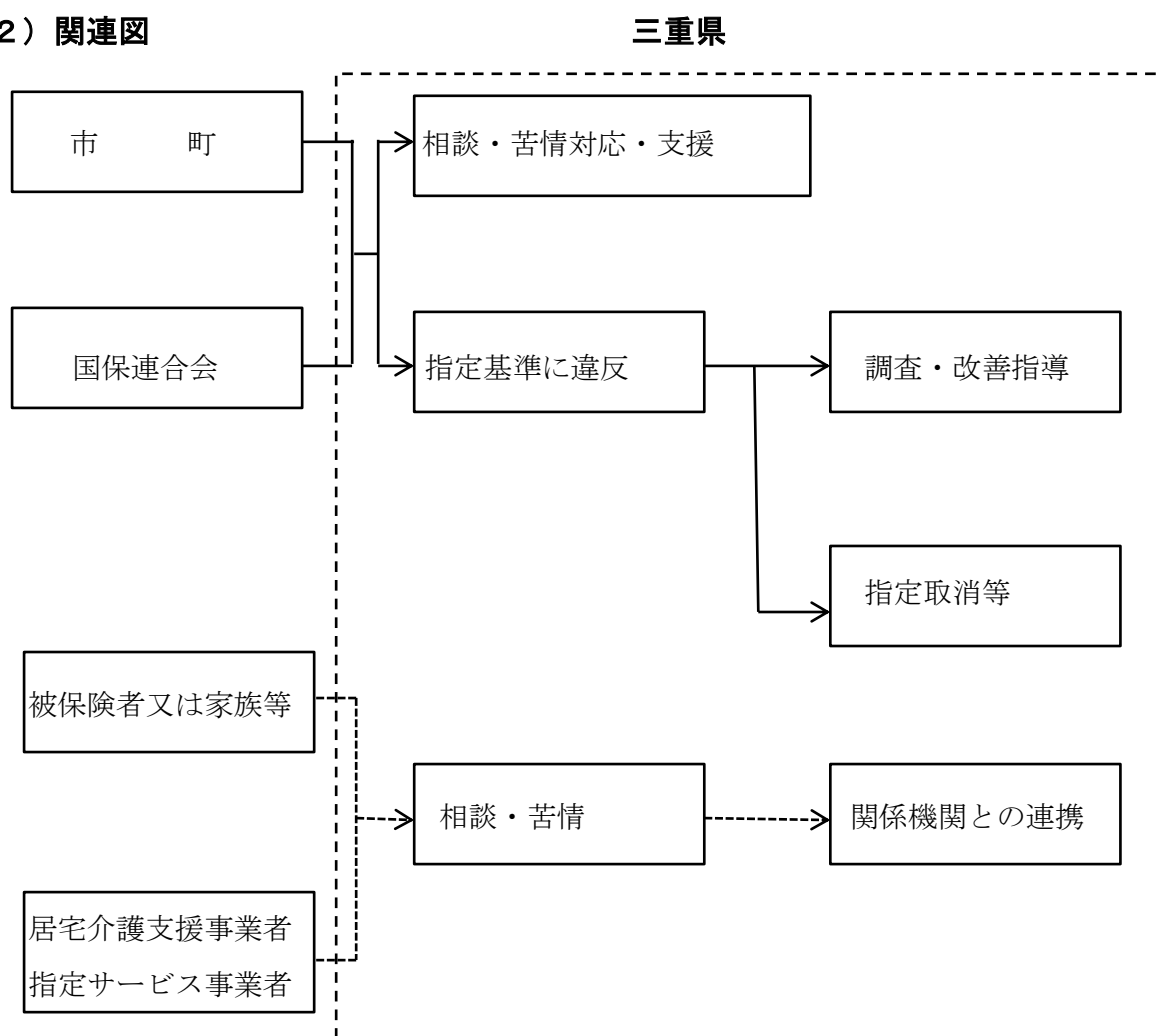 ２）関連図
三重県
市　　　町
相談・苦情対応・支援
国保連合会
指定基準に違反
調査・改善指導
指定取消等
被保険者又は家族等
相談・苦情
関係機関との連携
居宅介護支援事業者
指定サービス事業者